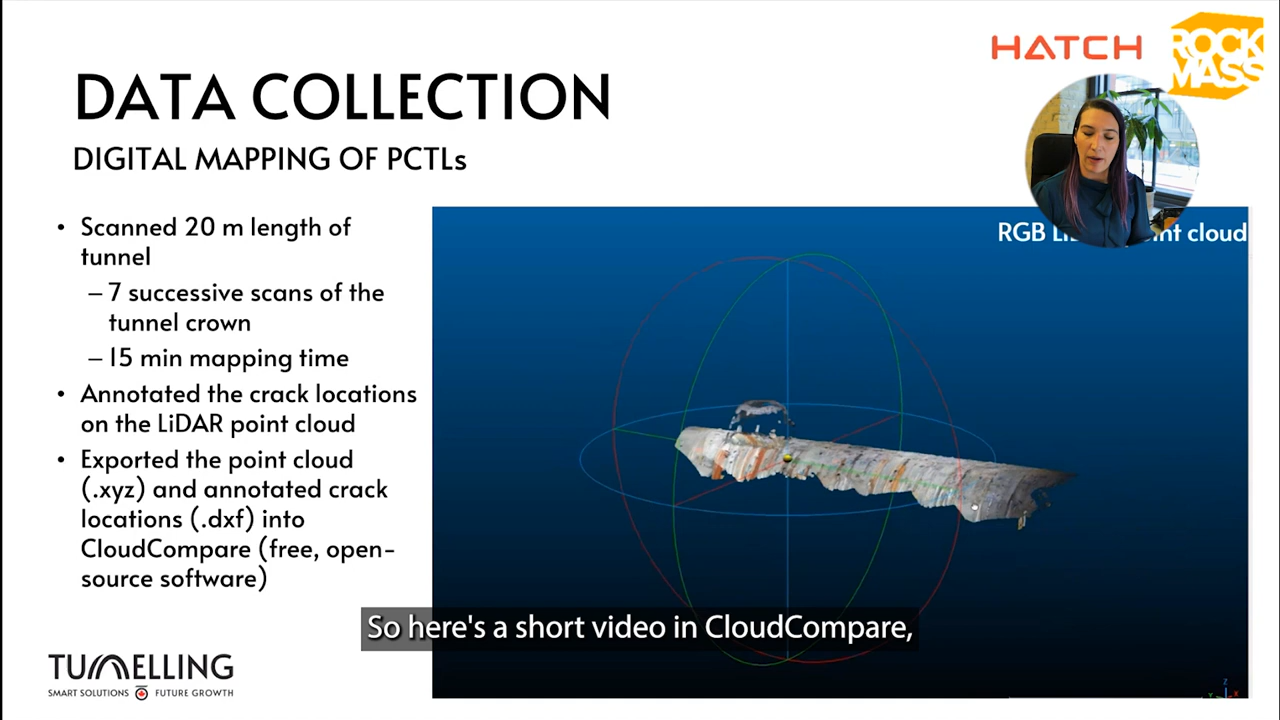 HATCH
ROCK
MASS
DATA COLLECTION
DIGITAL MAPPING OF PCTLs
• Scanned 20 m length of
tunnel
– 7 successive scans of the
tunnel crown
– 15 min mapping time
• Annotated the crack locations
on the LiDAR point cloud
• Exported the point cloud
(.xyz) and annotated crack
locations (.dxf) into
CloudCompare (free, open-
source software)
RGB cloud
So here's a short video in CloudCompare,
TUNNELLING
SMART SOLUTIONS FUTURE GROWTH
Z
Y X